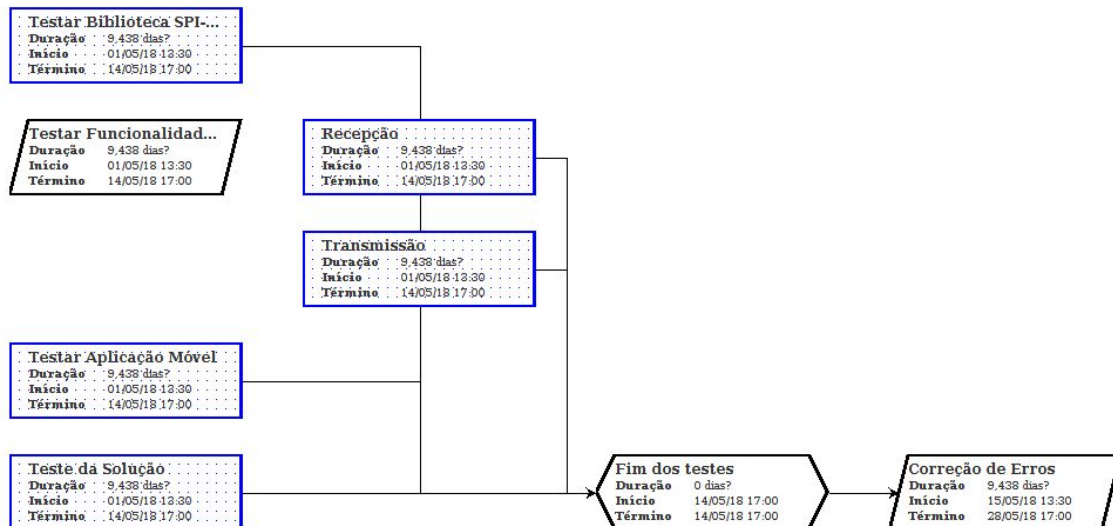 Testar Biblioteca SPI-...
Duração 9,438 dias?
Início 01/05/18 13:30
Término 14/05/18 17:00
Testar Funcionalidad...
Duração 9,438 dias?
Início 01/05/18 13:30
Término 14/05/18 17:00
Recepção
Duração 9,438 dias?
Início 01/05/18 13:30
Término 14/05/18 17:00
Transmissão
Duração 9,438 dias?
Início 01/05/18 13:30
Término 14/05/18 17:00
Testar Aplicação Móvel
Duração 9,438 dias?
Início 01/05/18 13:30
Término 14/05/18 17:00
Teste da Solução
Duração 9,438 dias?
Início 01/05/18 13:30
Término 14/05/18 17:00
Fim dos testes
Duração 0 dias?
Início 14/05/18 17:00
Término 14/05/18 17:00
Correção de Erros
Duração 9,438 dias?
Início 15/05/18 13:30
Término 28/05/18 17:00